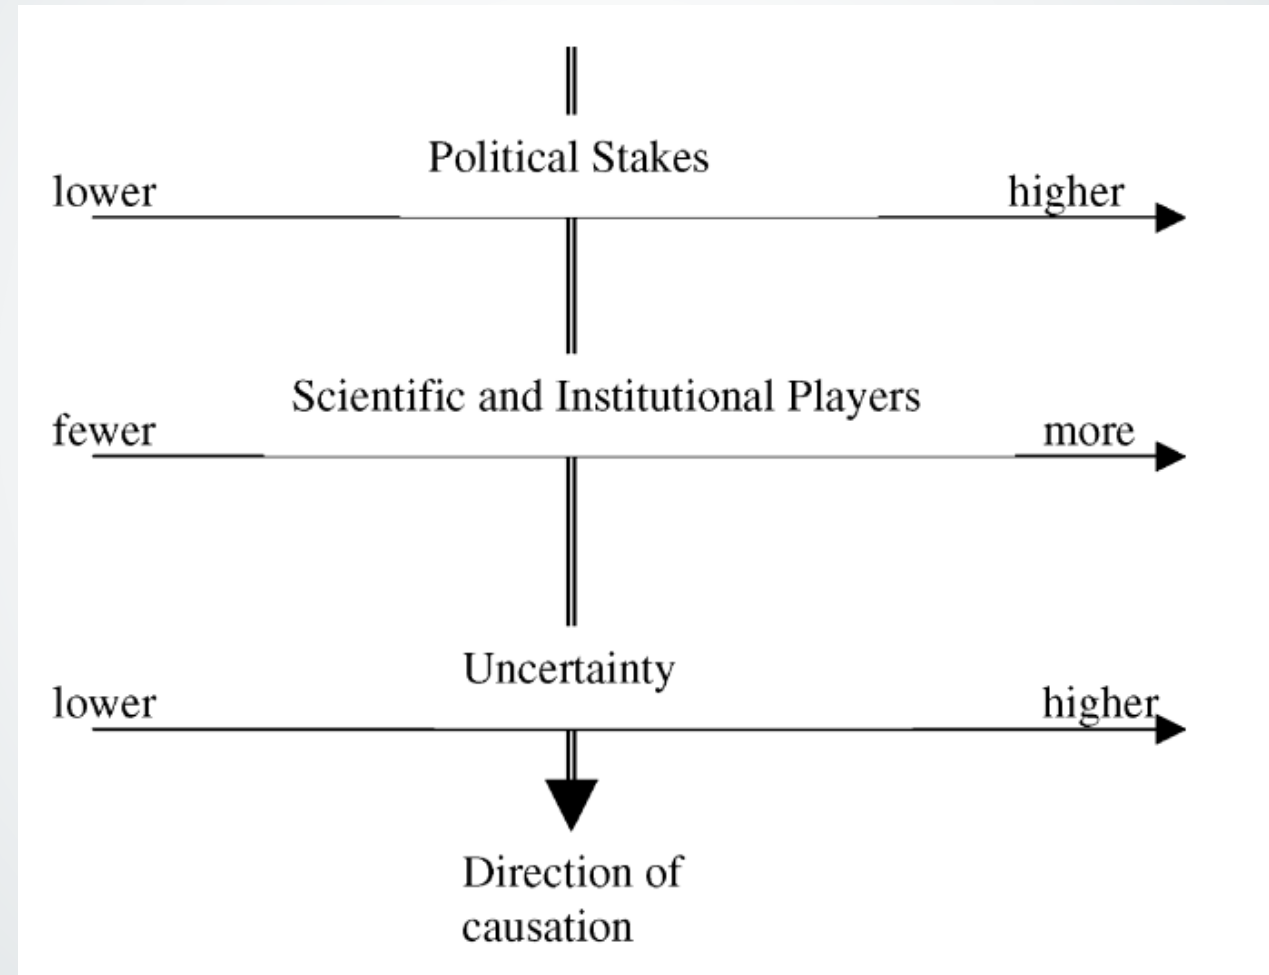 Political Stakes
lower
higher
Scientific and Institutional Players
fewer
more
Uncertainty
lower
higher
Direction of
causation